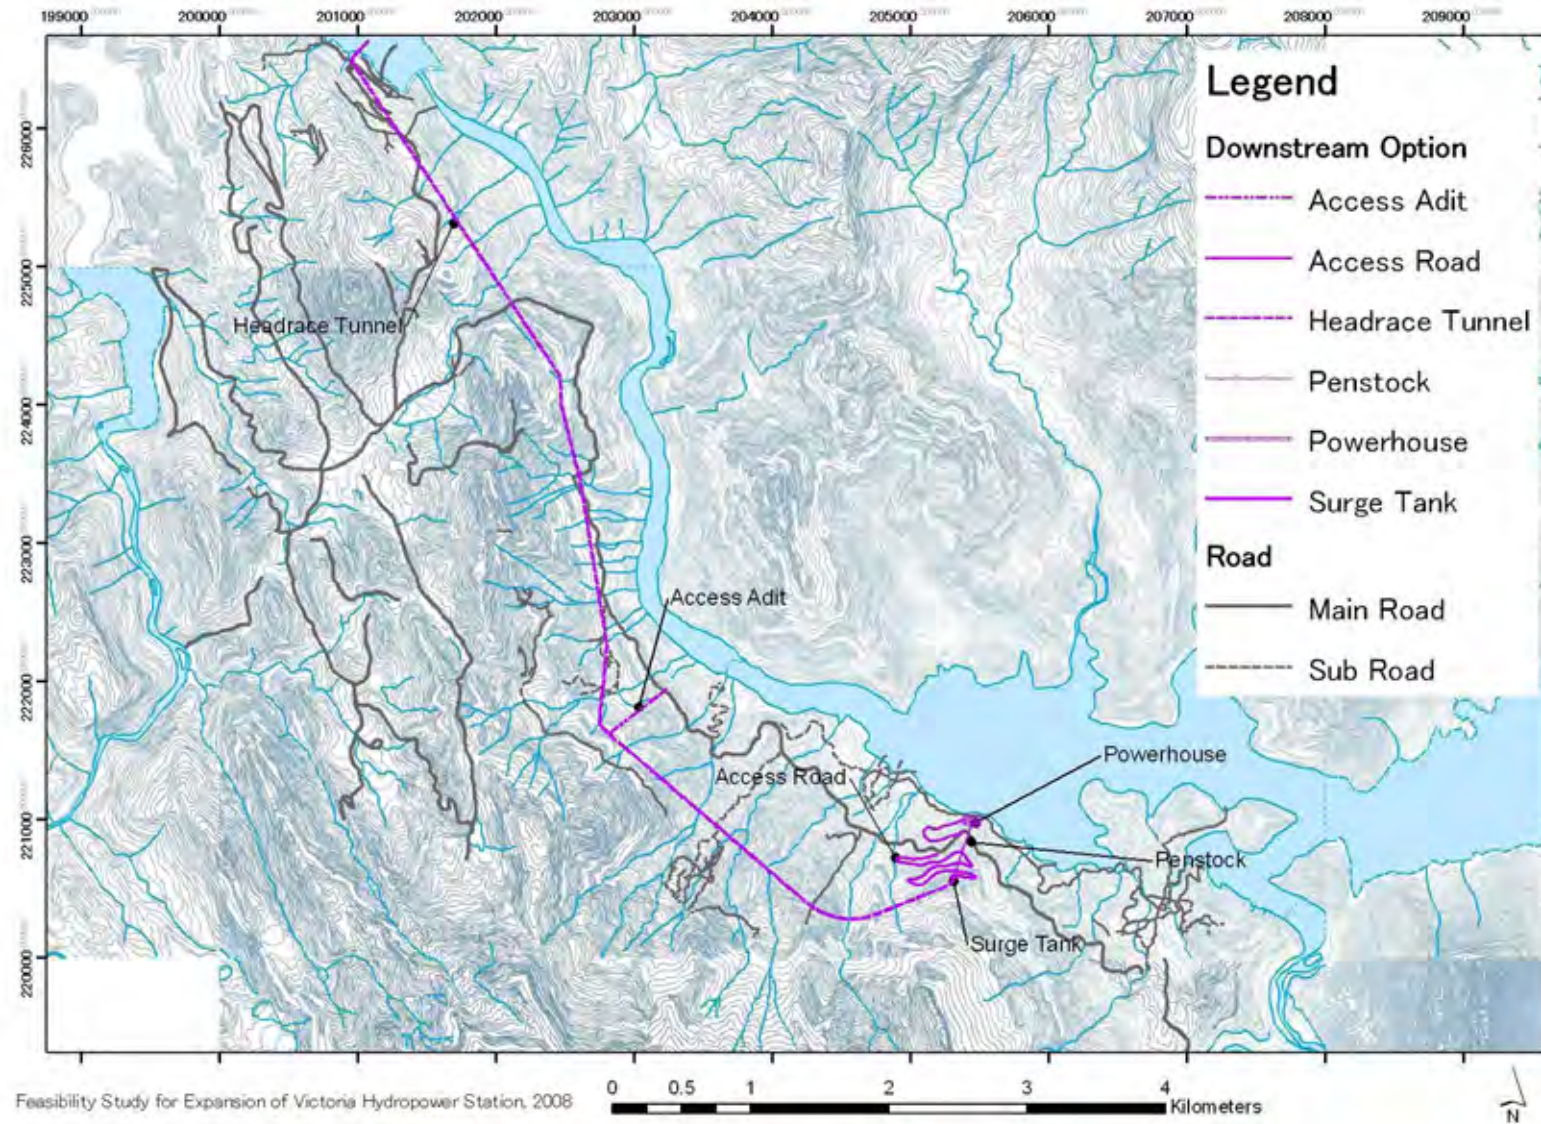 199000 200000 201000 202000 203000 204000 205000 206000 207000 208000 209000
Legend
Downstream Option
Access Adit
Access Road
Headrace Tunnel
Penstock
Powerhouse
Surge Tank
Road
Main Road
Sub Road
226000
225000
224000
223000
222000
221000
220000
Headrace Tunnel
Access Adit
Powerhouse
Access Road
Penstock
Surge Tank
Feasibility Study for Expansion of Victoria Hydropower Station, 2008
0 0.5 1 2 3 4
Kilometers
N